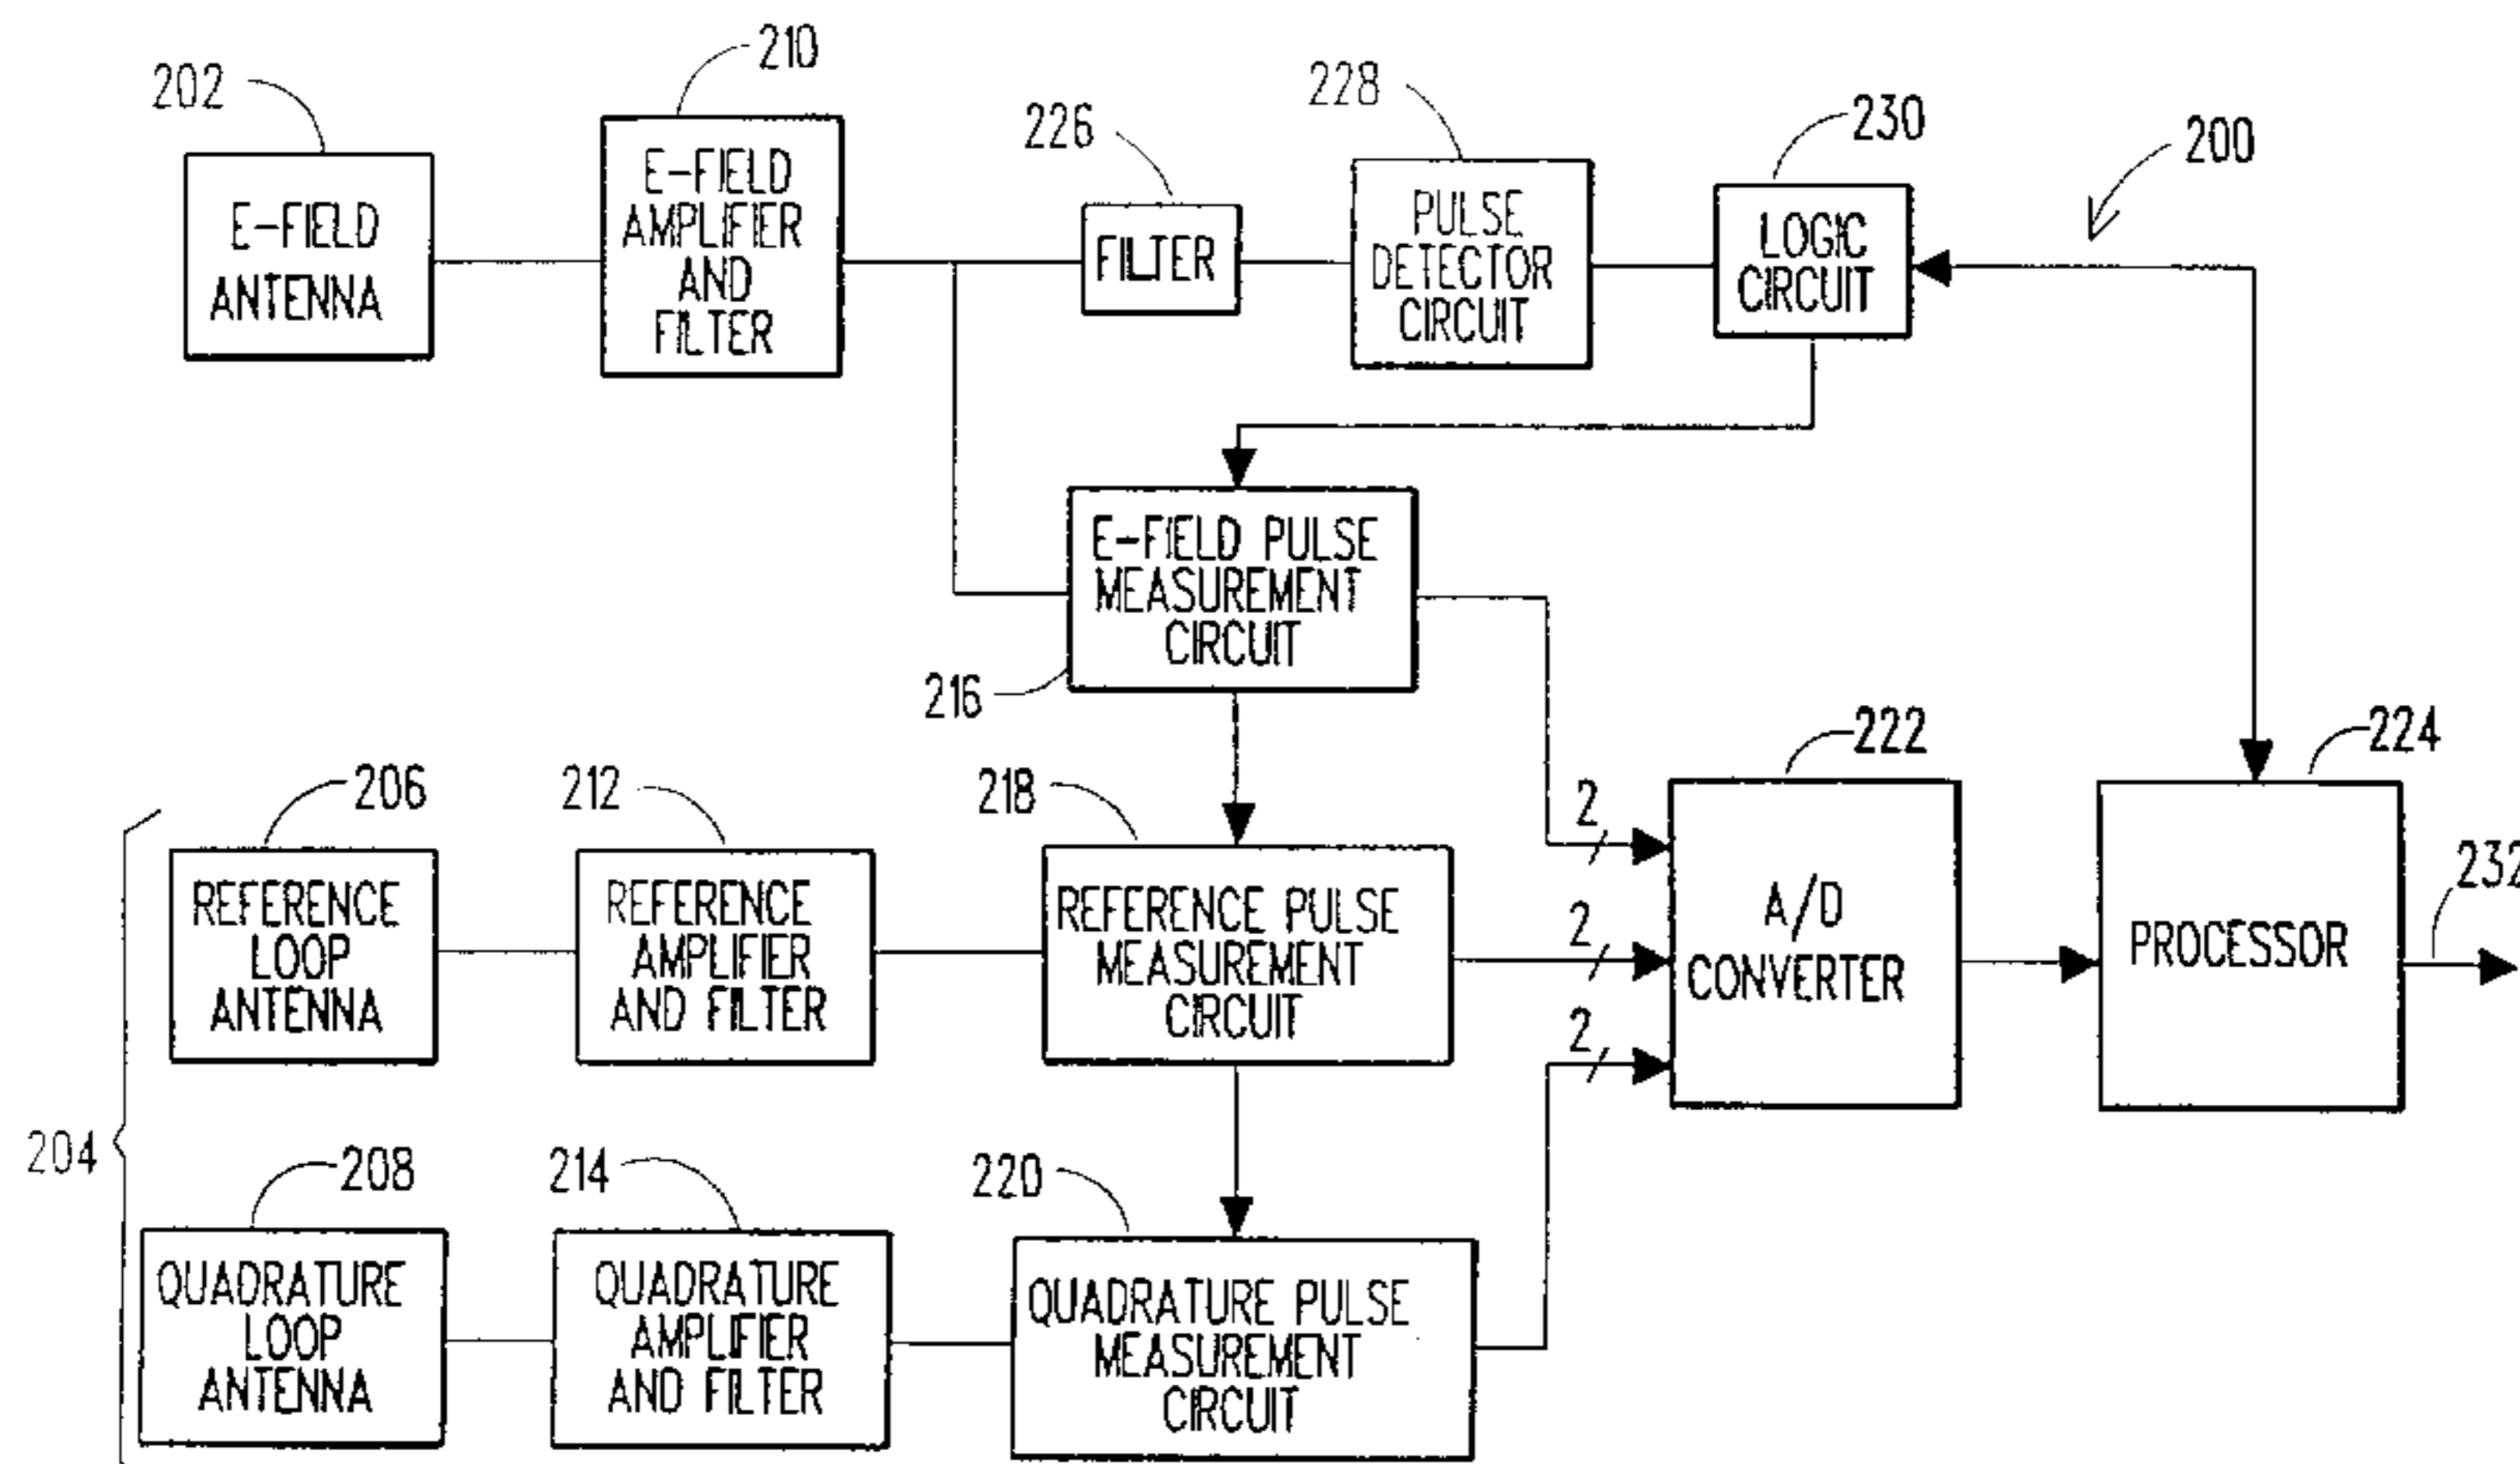 210
202
228
230
226
200
E-FIELD
ANTENNA
E-FIELD
AMPLIFIER
AND
FILTER
FILTER
PULSE
DETECTOR
CIRCUIT
LOGIC
CIRCUIT
E-FIELD PULSE
MEASUREMENT
CIRCUIT
216
222
224
206
212
218
2
232
REFERENCE
LOOP
ANTENNA
REFERENCE
AMPLIFIER
AND FILTER
REFERENCE PULSE
MEASUREMENT
CIRCUIT
2
A/D
CONVERTER
PROCESSOR
2
204
208
214
220
QUADRATURE
LOOP
ANTENNA
QUADRATURE
AMPLIFIER
AND FILTER
QUADRATURE PULSE
MEASUREMENT
CIRCUIT